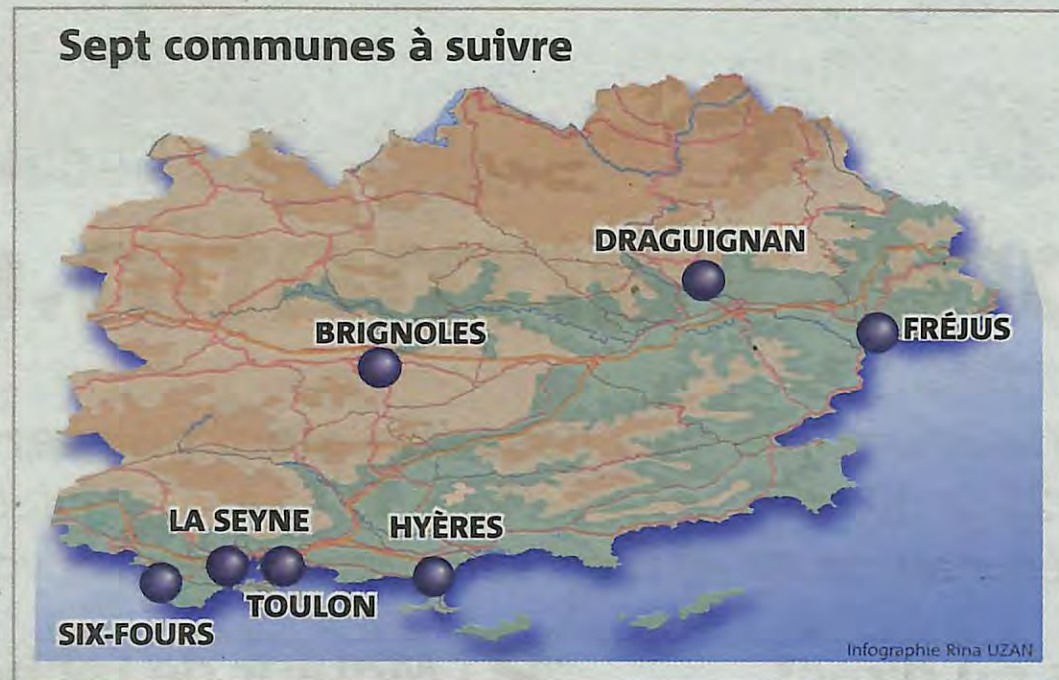 Sept communes à suivre
DRAGUIGNAN
FRÉJUS
BRIGNOLES
LA SEYNE
HYÈRES
TOULON
SIX-FOURS
Infographie Rina UZAN